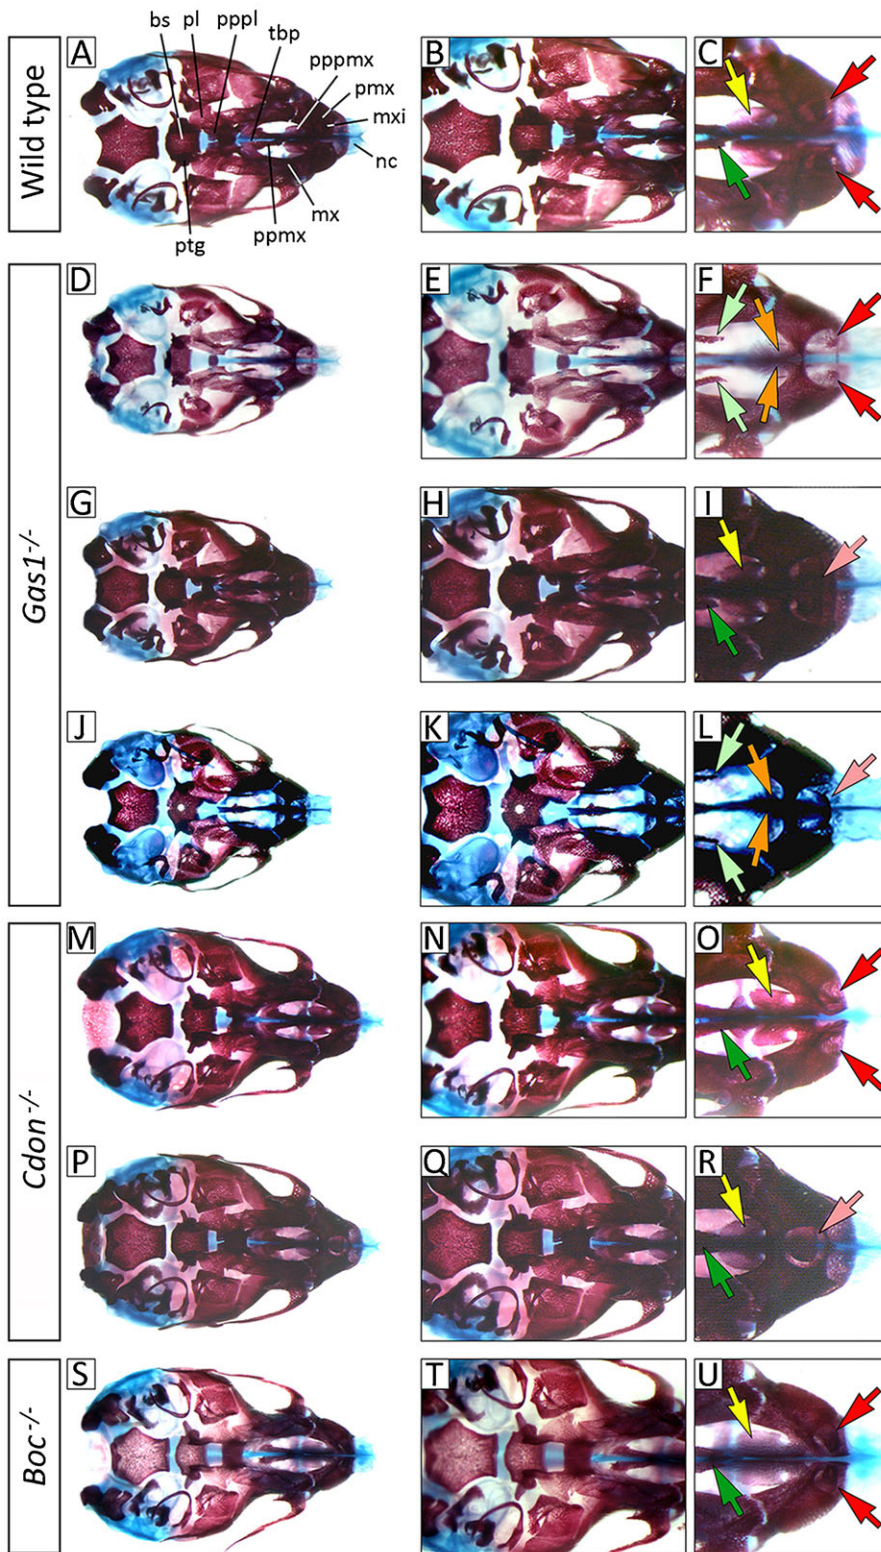 bs pl pppl tbp
pppmx
pmx
mxi
nc
mx
ppmx
ptg
Wild type
A B C
D E F
Gas1-/-
G H I
J K L
M N O
Cdon-/-
P Q R
S T U
Boc-/-